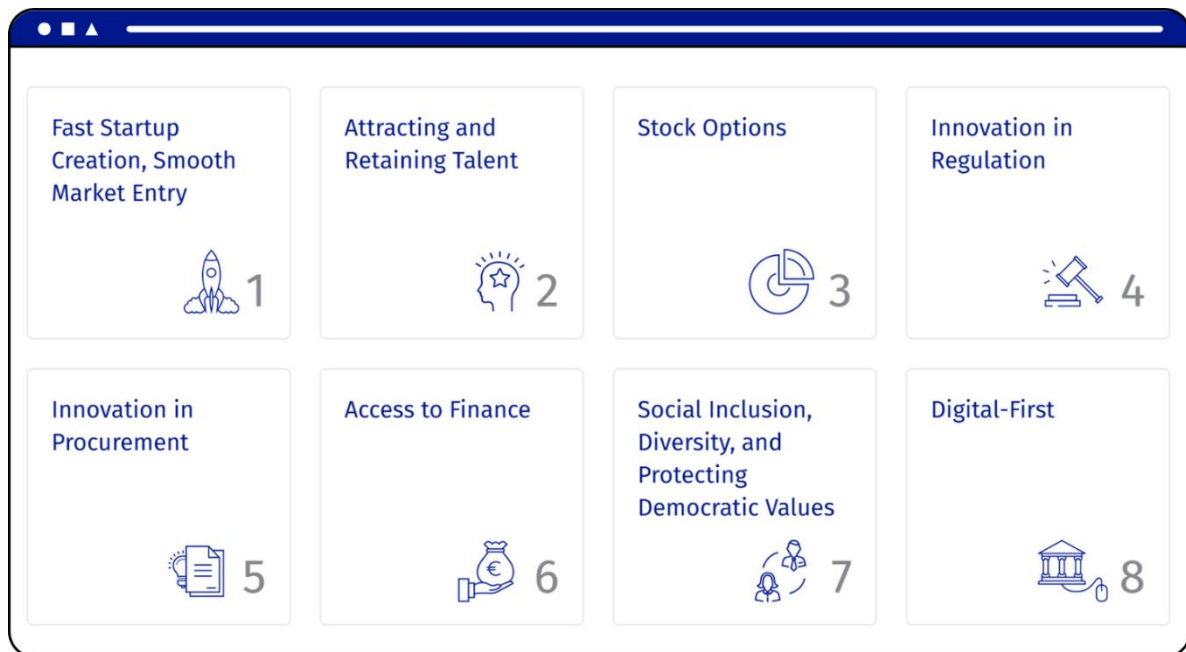 Fast Startup
Creation, Smooth
Market Entry
1
Attracting and
Retaining Talent
2
Stock Options
3
Innovation in
Regulation
4
Innovation in
Procurement
5
Access to Finance
€
6
Social Inclusion,
Diversity, and
Protecting
Democratic Values
7
Digital-First
8